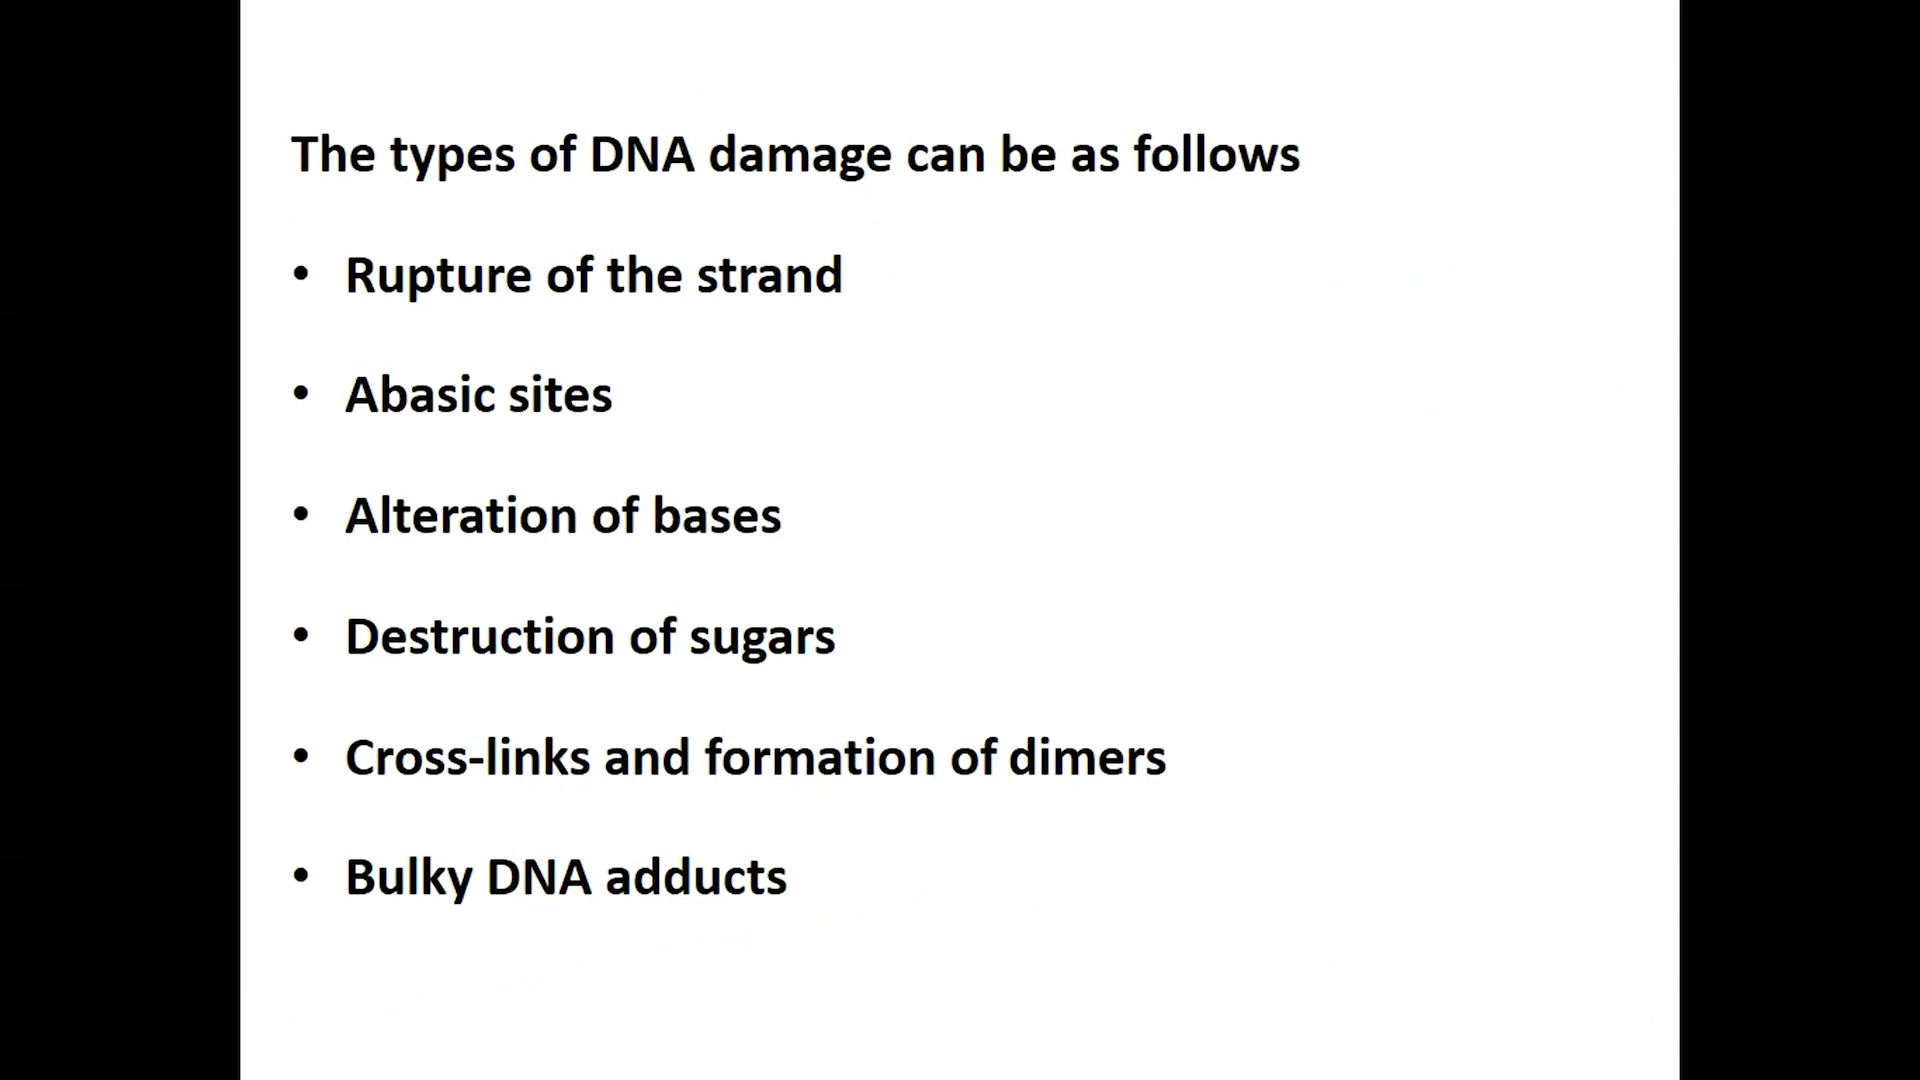 The types of DNA damage can be as follows
• Rupture of the strand
• Abasic sites
• Alteration of bases
• Destruction of sugars
• Cross-links and formation of dimers
• Bulky DNA adducts